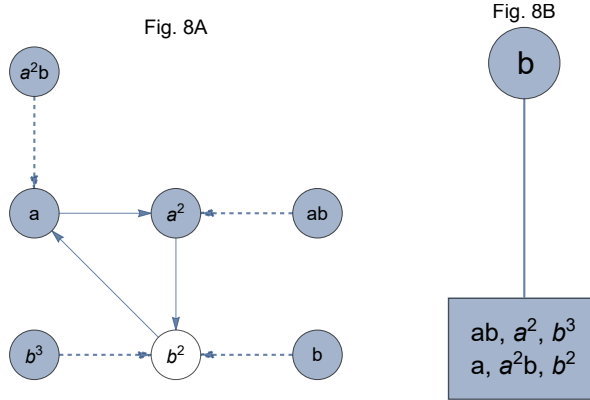 Fig. 8A
a²b
a
a²
ab
b³
b²
b
Fig. 8B
b
ab, a², b³
a, a²b, b²